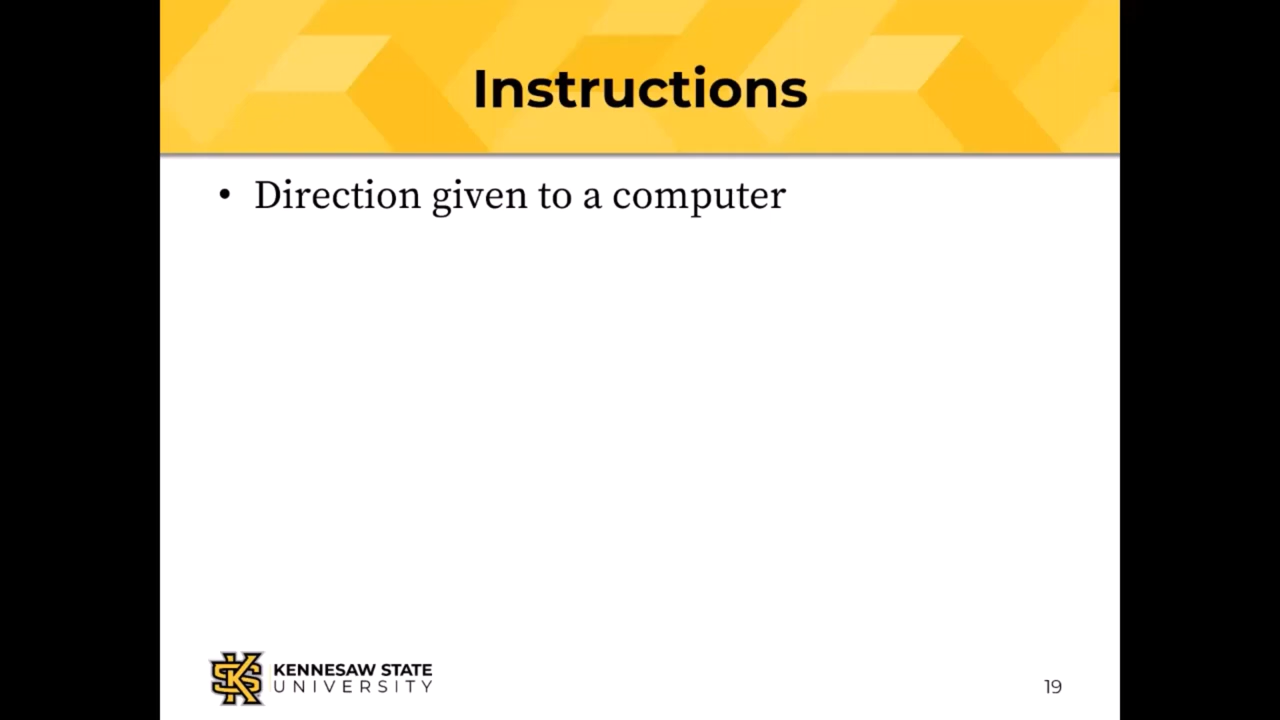 Instructions
• Direction given to a computer
KENNESAW STATE
UNIVERSITY
19